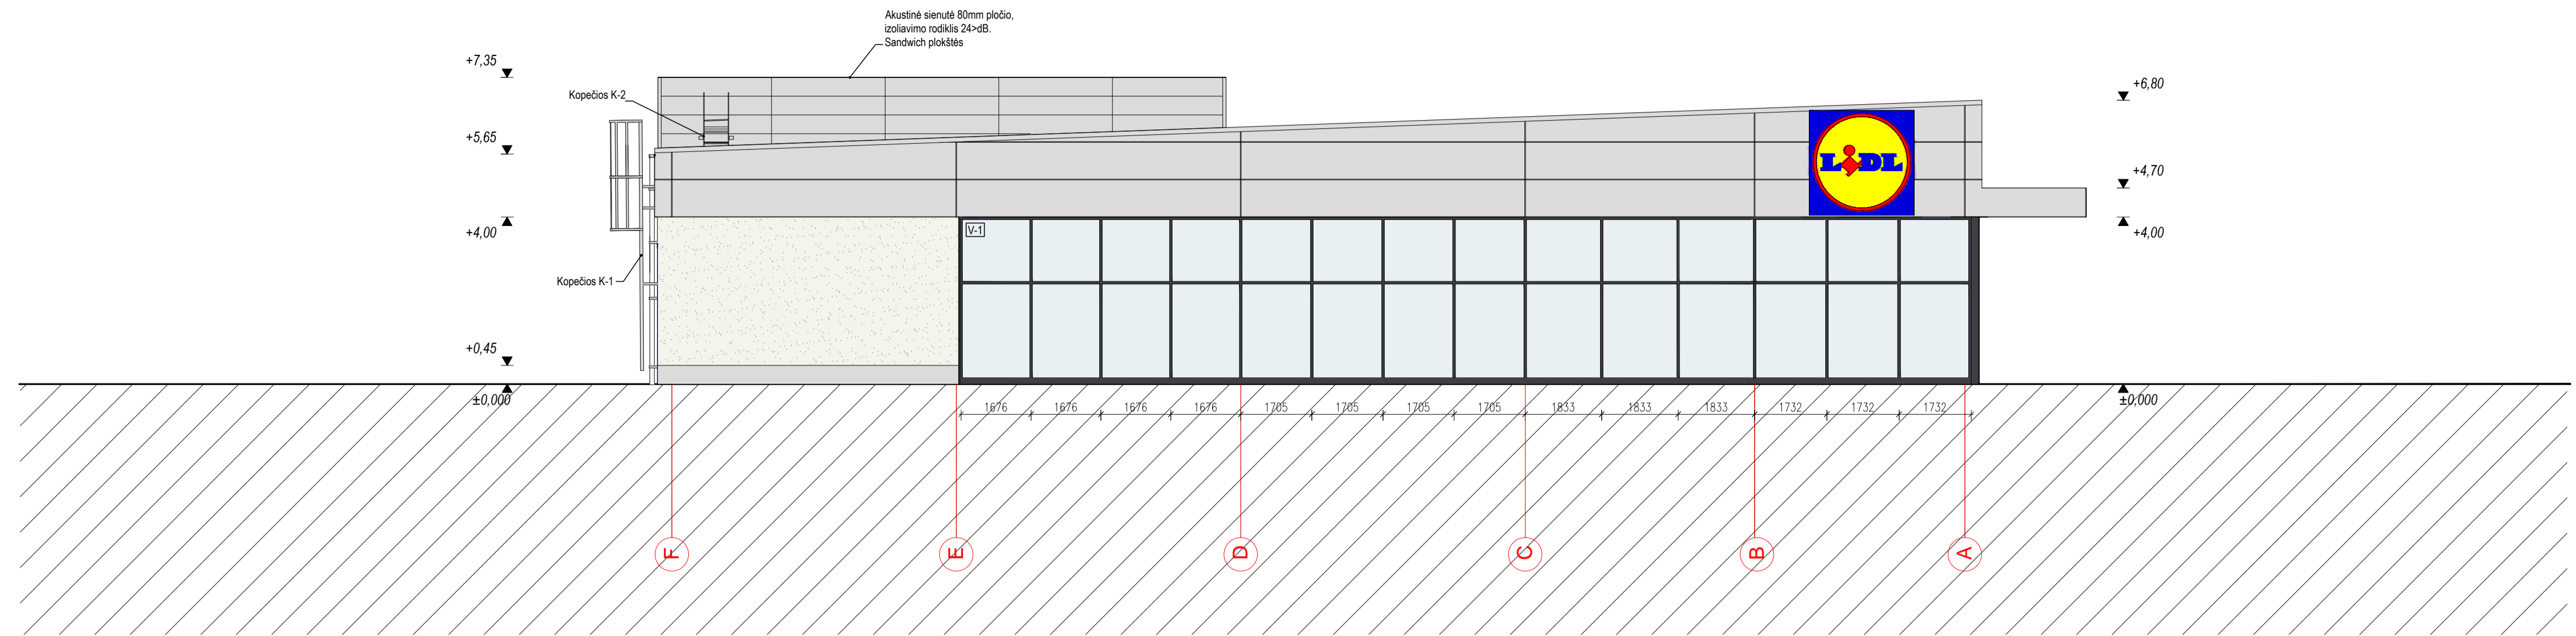 Akustinė sienutė 80mm pločio,
izoliavimo rodiklis 24>dB.
Sandwich plokštės
+7,35
+6,80
Kopečios K-2
+5,65
LIDL
+4,70
+4,00
+4,00
V-1
Kopečios K-1
+0,45
±0,000
±0,000
1676 1676 1676 1676 1705 1705 1705 1705 1833 1833 1833 1732 1732 1732
F E D C B A